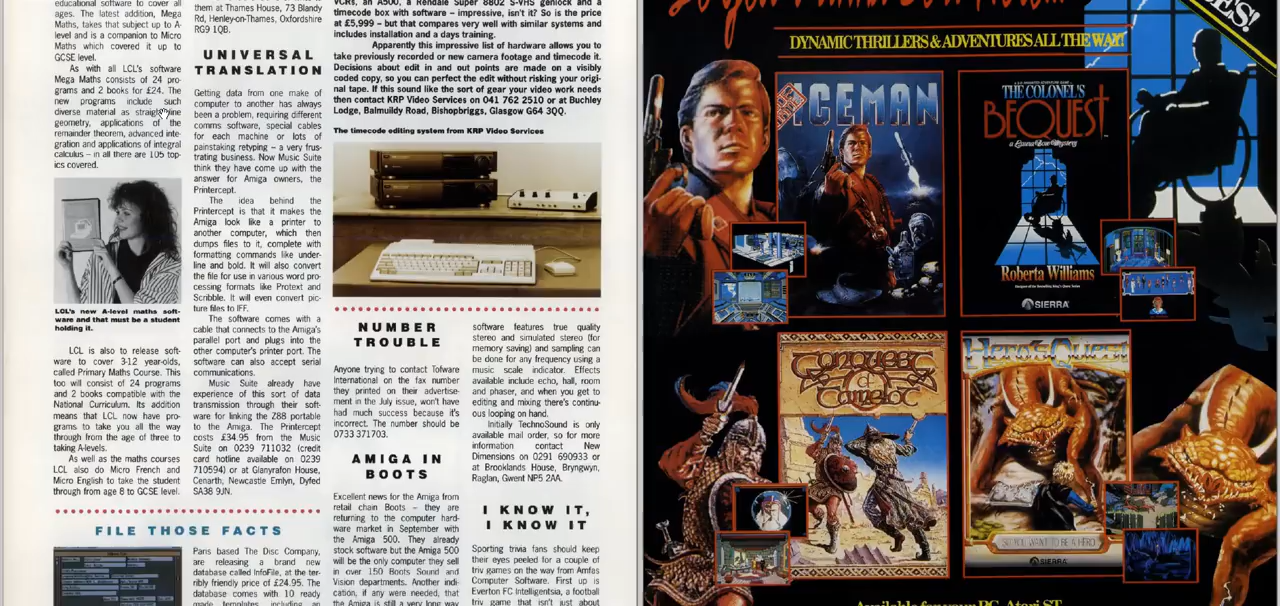 educational software to cover all
ages. The latest addition, Mega
Maths, takes that subject up to A-
level and is a companion to Micro
Maths which covered it up to
GCSE level.
As with all LCL's software
Mega Maths consists of 24 pro-
grams and 2 books for £24. The
new programs include such
diverse material as straightline
geometry, applications of the
remainder theorem, advanced inte-
gration and applications of integral
calculus – in all there are 105 top-
ics covered.
LCL's new A-level maths soft-
ware and that must be a student
holding it.
LCL is also to release soft-
ware to cover 3-12 year-olds,
called Primary Maths Course. This
too will consist of 24 programs
and 2 books compatible with the
National Curriculum. Its addition
means that LCL now have pro-
grams to take you all the way
through from the age of three to
taking A-levels.
As well as the maths courses
LCL also do Micro French and
Micro English to take the student
through from age 8 to GCSE level.
them at Thames House, 73 Blandy
Rd, Henley-on-Thames, Oxfordshire
RG9 1QB.
UNIVERSAL
TRANSLATION
Getting data from one make of
computer to another has always
been a problem, requiring different
comms software, special cables
for each machine or lots of
painstaking retyping – a very frus-
trating business. Now Music Suite
think they have come up with the
answer for Amiga owners, the
Printercept.
The idea behind the
Printercept is that it makes the
Amiga look like a printer to
another computer, which then
dumps files to it, complete with
formatting commands like under-
line and bold. It will also convert
the file for use in various word pro-
cessing formats like Protext and
Scribble. It will even convert pic-
ture files to IFF.
The software comes with a
cable that connects to the Amiga's
parallel port and plugs into the
other computer's printer port. The
software can also accept serial
communications.
Music Suite already have
experience of this sort of data
transmission through their soft-
ware for linking the Z88 portable
to the Amiga. The Printercept
costs £34.95 from the Music
Suite on 0239 711032 (credit
card hotline available on 0239
710594) or at Glanyrafon House,
Cenarth, Newcastle Emlyn, Dyfed
SA38 9JN.
VCRs, an A500, a Rendale Super 8802 S-VHS genlock and a
timecode box with software – impressive, isn't it? So is the price
at £5,999 – but that compares very well with similar systems and
includes installation and a days training.
Apparently this impressive list of hardware allows you to
take previously recorded or new camera footage and timecode it.
Decisions about edit in and out points are made on a visibly
coded copy, so you can perfect the edit without risking your origi-
nal tape. If this sound like the sort of gear your video work needs
then contact KRP Video Services on 041 762 2510 or at Buchley
Lodge, Balmuildy Road, Bishopbriggs, Glasgow G64 3QQ.
The timecode editing system from KRP Video Services
NUMBER
TROUBLE
Anyone trying to contact Tofware
International on the fax number
they printed on their advertise-
ment in the July issue, won't have
had much success because it's
incorrect. The number should be
0733 371703.
AMIGA IN
BOOTS
Excellent news for the Amiga from
retail chain Boots – they are
returning to the computer hard-
ware market in September with
the Amiga 500. They already
stock software but the Amiga 500
will be the only computer they sell
in over 150 Boots Sound and
Vision departments. Another indi-
cation, if any were needed, that
the Amiga is still a very long way
software features true quality
stereo and simulated stereo (for
memory saving) and sampling can
be done for any frequency using a
music scale indicator. Effects
available include echo, hall, room
and phaser, and when you get to
editing and mixing there's continu-
ous looping on hand.
Initially TechnoSound is only
available mail order, so for more
information contact New
Dimensions on 0291 690933 or
at Brooklands House, Bryngwyn,
Raglan, Gwent NP5 2AA.
I KNOW IT,
I KNOW IT
Sporting trivia fans should keep
their eyes peeled for a couple of
triv games on the way from Amfas
Computer Software. First up is
Everton FC Intelligentsia, a football
triv game that isn't just about
FILE THOSE FACTS
Paris based The Disc Company,
are releasing a brand new
database called InfoFile, at the ter-
ribly friendly price of £24.95. The
database comes with 10 ready
made templates, including an
DYNAMIC THRILLERS & ADVENTURES ALL THE WAY!
ICEMAN
THE COLONEL'S
BEQUEST
a Laura Bow Mystery
Roberta Williams
SIERRA
CONQUESTS
of
CAMELOT
Hero's Quest
SO YOU WANT TO BE A HERO
SIERRA
Available for your PC, Atari ST,